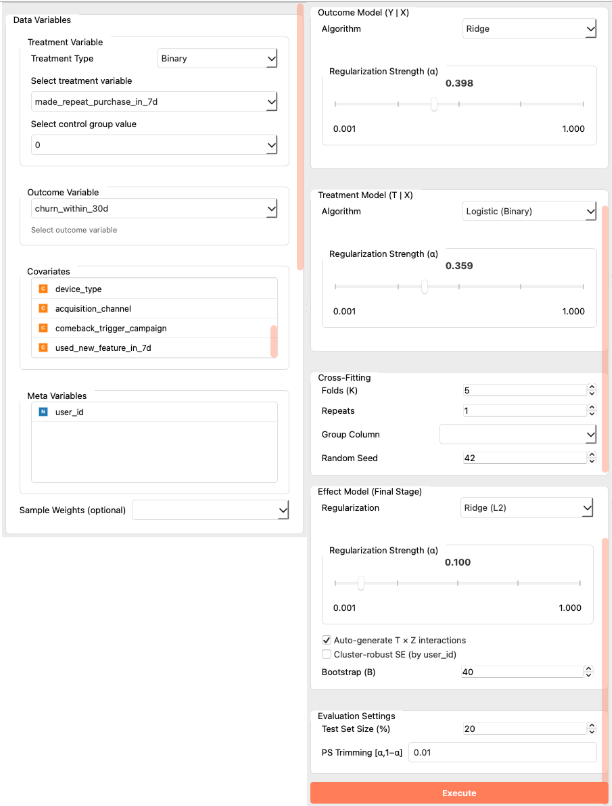 Data Variables
Treatment Variable
Treatment Type Binary
Select treatment variable
made_repeat_purchase_in_7d
Select control group value
0
Outcome Variable
churn_within_30d
Select outcome variable
Covariates
C device_type
C acquisition_channel
C comeback_trigger_campaign
C used_new_feature_in_7d
Meta Variables
N user_id
Sample Weights (optional)
Outcome Model (Y | X)
Algorithm Ridge
Regularization Strength (α)
0.398
0.001 1.000
Treatment Model (T | X)
Algorithm Logistic (Binary)
Regularization Strength (α)
0.359
0.001 1.000
Cross-Fitting
Folds (K) 5
Repeats 1
Group Column
Random Seed 42
Effect Model (Final Stage)
Regularization Ridge (L2)
Regularization Strength (α)
0.100
0.001 1.000
Auto-generate T × Z interactions
Cluster-robust SE (by user_id)
Bootstrap (B) 40
Evaluation Settings
Test Set Size (%) 20
PS Trimming [α,1−α] 0.01
Execute